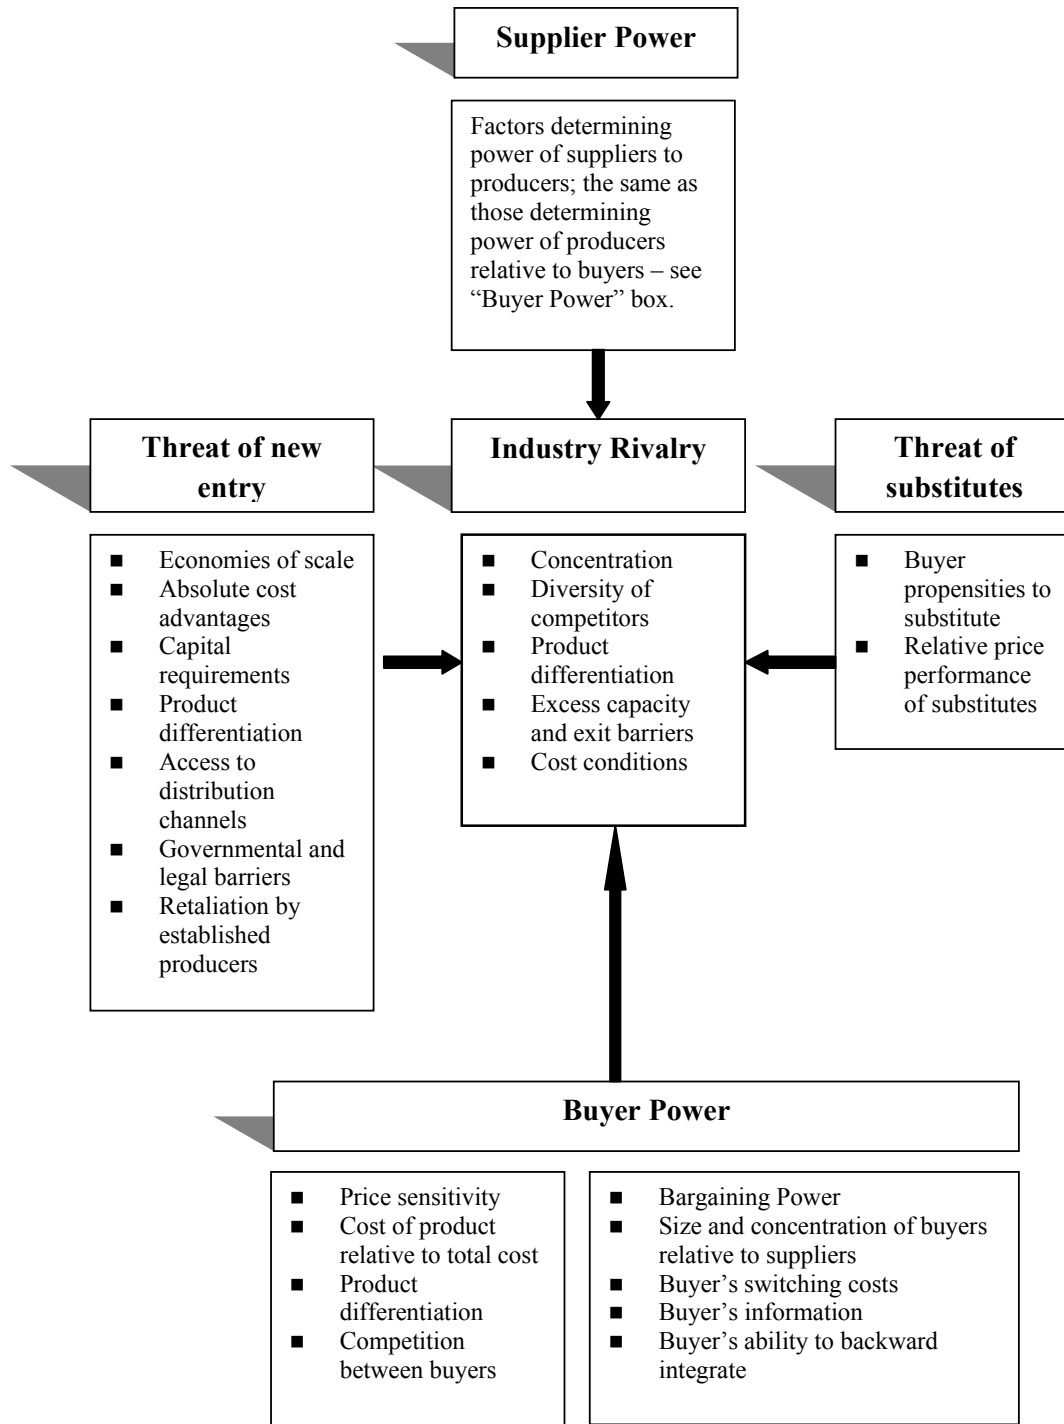 Supplier Power
Factors determining
power of suppliers to
producers; the same as
those determining
power of producers
relative to buyers – see
“Buyer Power” box.
Threat of new
entry
■ Economies of scale
■ Absolute cost
advantages
■ Capital
requirements
■ Product
differentiation
■ Access to
distribution
channels
■ Governmental and
legal barriers
■ Retaliation by
established
producers
Industry Rivalry
■ Concentration
■ Diversity of
competitors
■ Product
differentiation
■ Excess capacity
and exit barriers
■ Cost conditions
Threat of
substitutes
■ Buyer
propensities to
substitute
■ Relative price
performance
of substitutes
Buyer Power
■ Price sensitivity
■ Cost of product
relative to total cost
■ Product
differentiation
■ Competition
between buyers
■ Bargaining Power
■ Size and concentration of buyers
relative to suppliers
■ Buyer’s switching costs
■ Buyer’s information
■ Buyer’s ability to backward
integrate